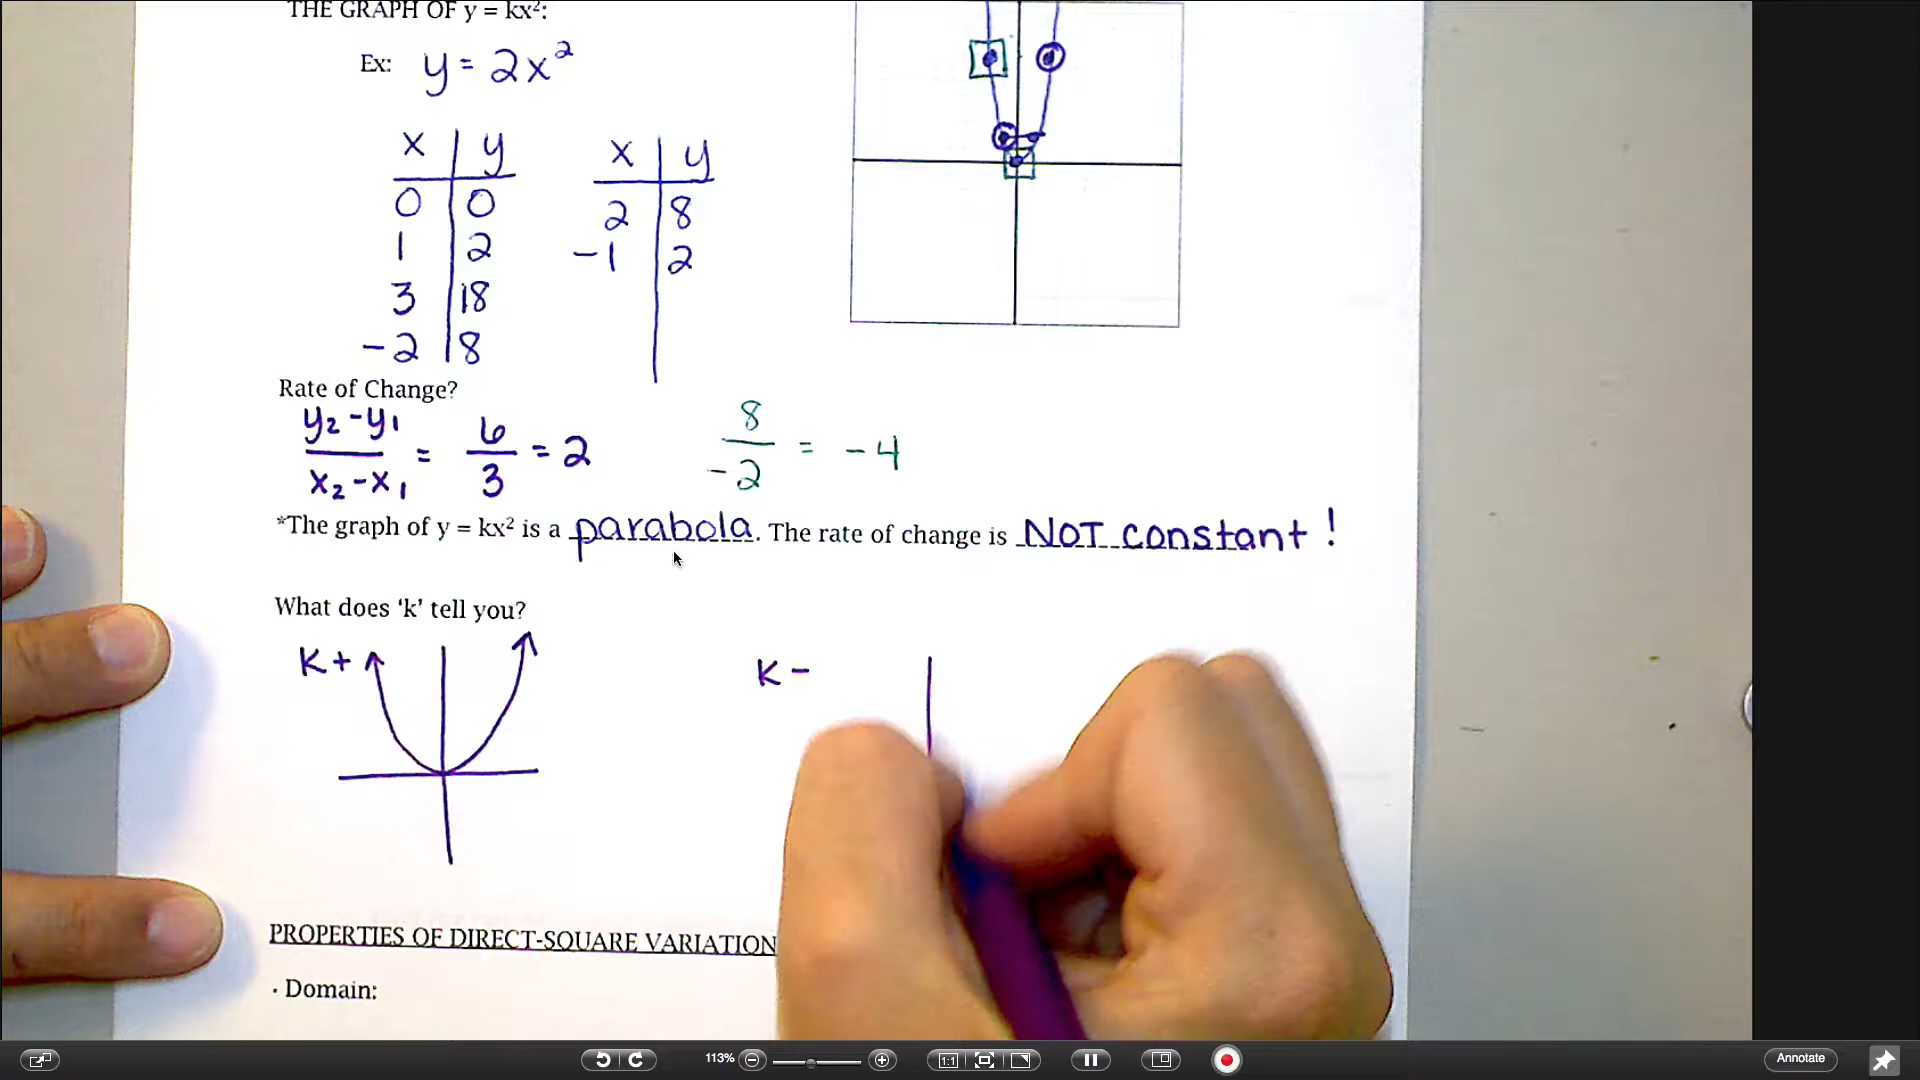 THE GRAPH OF y = kx²:
Ex: y = 2x²
x y
0 0
1 2
3 18
-2 8
x y
2 8
-1 2
Rate of Change?
y₂-y₁ / x₂-x₁ = 6/3 = 2
8/-2 = -4
*The graph of y = kx² is a parabola. The rate of change is NOT constant!
What does ‘k’ tell you?
K + K -
PROPERTIES OF DIRECT-SQUARE VARIATION
· Domain:
113% 1:1 Annotate